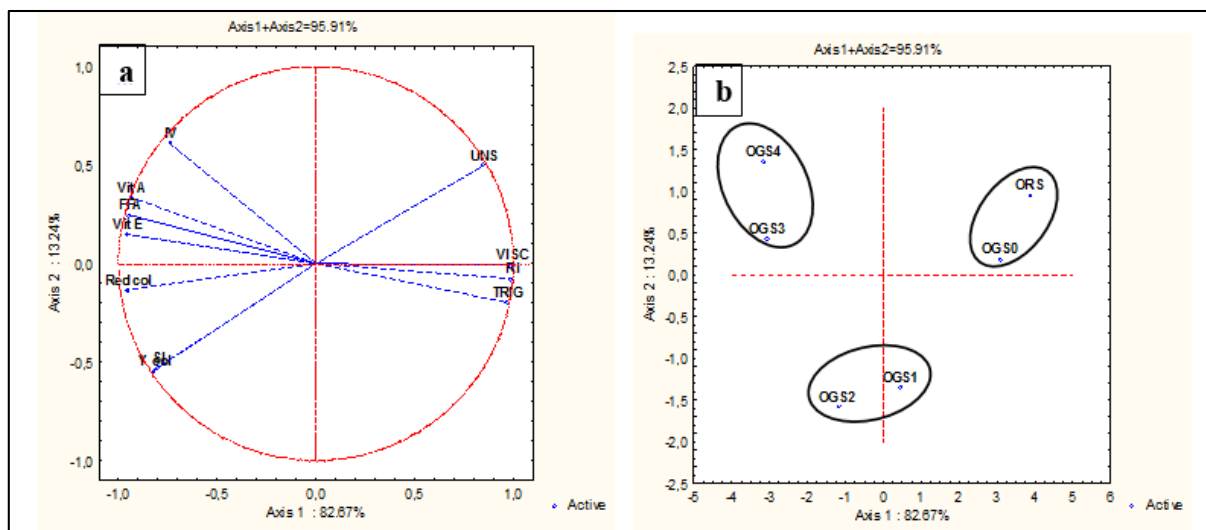 Axis1+Axis2=95.91%
a
1,0
0,5
0,0
-0,5
-1,0
Axis 2 : 13.24%
IV
UNS
Vit A
FFA
Vit E
VISC
RI
Red col
TRIG
Y col
-1,0 -0,5 0,0 0,5 1,0
Axis 1 : 82.67%
Active
Axis1+Axis2=95.91%
b
2,5
2,0
1,5
1,0
0,5
0,0
-0,5
-1,0
-1,5
-2,0
-2,5
Axis 2 : 13.24%
OGS4
ORS
OGS3
OGS0
OGS1
OGS2
-5 -4 -3 -2 -1 0 1 2 3 4 5 6
Axis 1 : 82.67%
Active